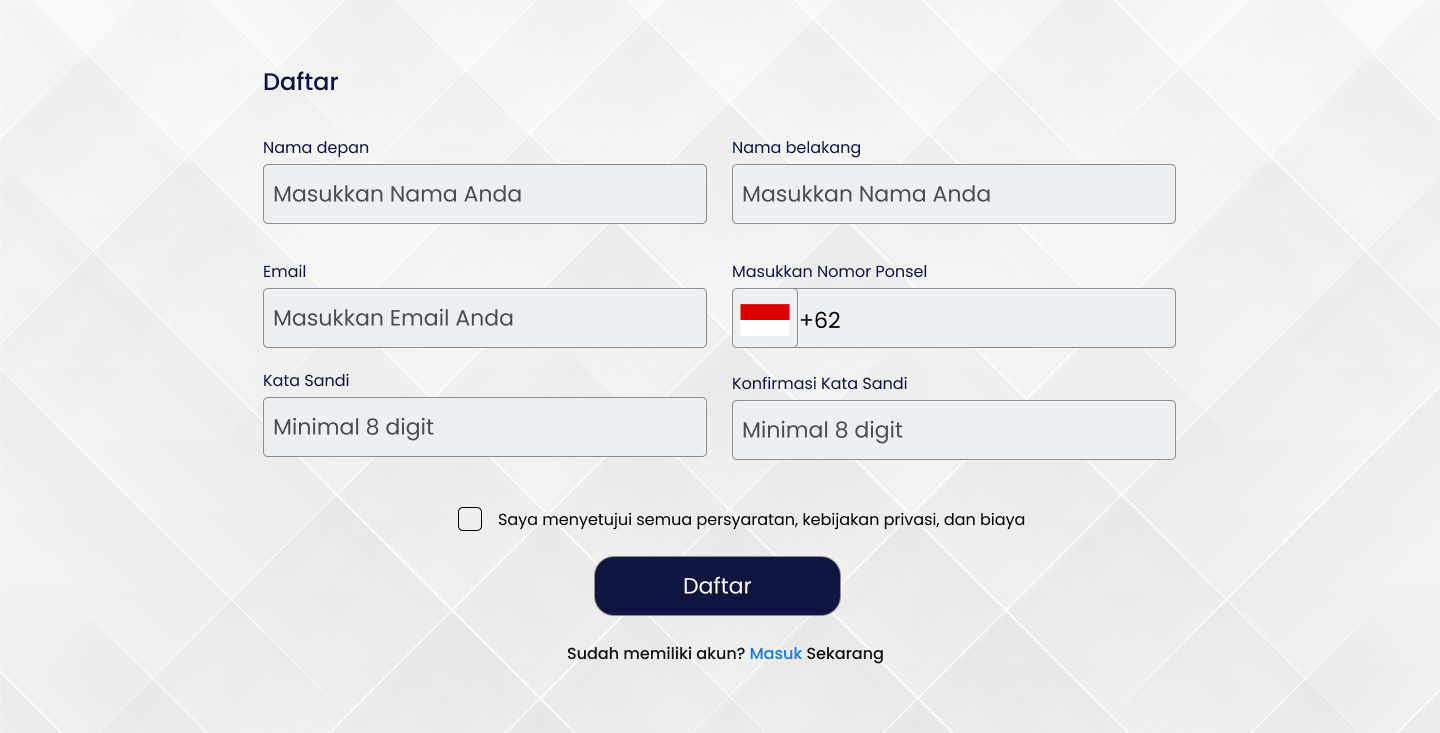 Daftar
Nama depan
Nama belakang
Masukkan Nama Anda
Masukkan Nama Anda
Email
Masukkan Nomor Ponsel
Masukkan Email Anda
+62
Kata Sandi
Konfirmasi Kata Sandi
Minimal 8 digit
Minimal 8 digit
Saya menyetujui semua persyaratan, kebijakan privasi, dan biaya
Daftar
Sudah memiliki akun? Masuk Sekarang